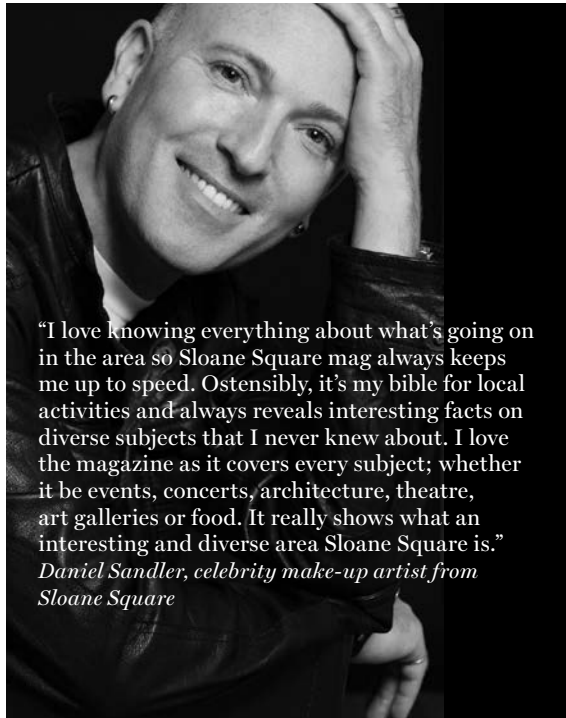 “I love knowing everything about what’s going on
in the area so Sloane Square mag always keeps
me up to speed. Ostensibly, it’s my bible for local
activities and always reveals interesting facts on
diverse subjects that I never knew about. I love
the magazine as it covers every subject; whether
it be events, concerts, architecture, theatre,
art galleries or food. It really shows what an
interesting and diverse area Sloane Square is.”
Daniel Sandler, celebrity make-up artist from
Sloane Square